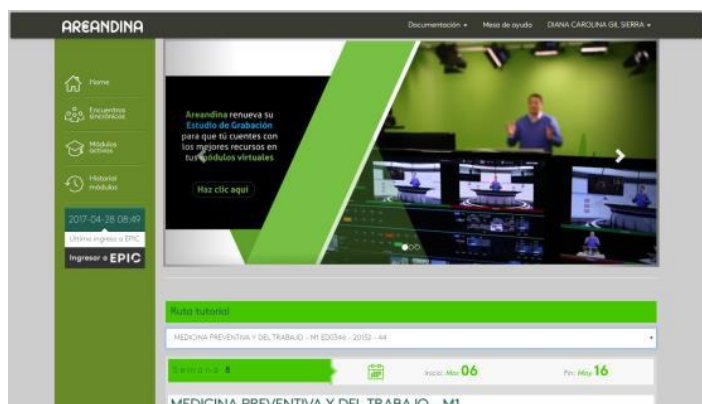 AREANDINA
Documentación
Mesa de ayuda
DIANA CAROLINA GIL SIERRA
Home
Encuentros
sincrónicos
Módulos
activos
Historial
módulos
2017-04-28 08:49
Último ingreso a EPIC
Ingresar a EPIC
Areandina renueva su
Estudio de Grabación
para que tú cuentes con
los mejores recursos en
tus módulos virtuales
Haz clic aquí
Ruta tutorial
MEDICINA PREVENTIVA Y DEL TRABAJO - M1
Semana 8
Inicio: May 06
Fin: May 16
MEDICINA PREVENTIVA Y DEL TRABAJO - M1